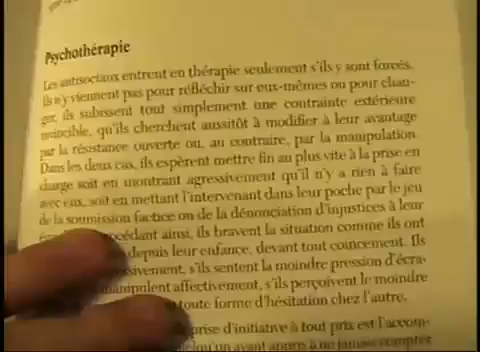 Psychothérapie
Les antisociaux entrent en thérapie seulement s'ils y sont forcés.
Ils n'y viennent pas pour réfléchir sur eux-mêmes ou pour chan-
ger, ils subissent tout simplement une contrainte extérieure
invincible, qu'ils cherchent aussitôt à modifier à leur avantage
par la résistance ouverte ou, au contraire, par la manipulation.
Dans les deux cas, ils espèrent mettre fin au plus vite à la prise en
charge soit en montrant agressivement qu'il n'y a rien à faire
avec eux, soit en mettant l'intervenant dans leur poche par le jeu
de la soumission factice ou de la dénonciation d'injustices à leur
ainsi, ils bravent la situation comme ils ont
depuis leur enfance, devant tout coincement. Ils
s'ils sentent la moindre pression d'écra-
affectivement, s'ils perçoivent le moindre
toute forme d'hésitation chez l'autre.
prise d'initiative à tout prix est l'accom-
ayant appris à ne jamais compter